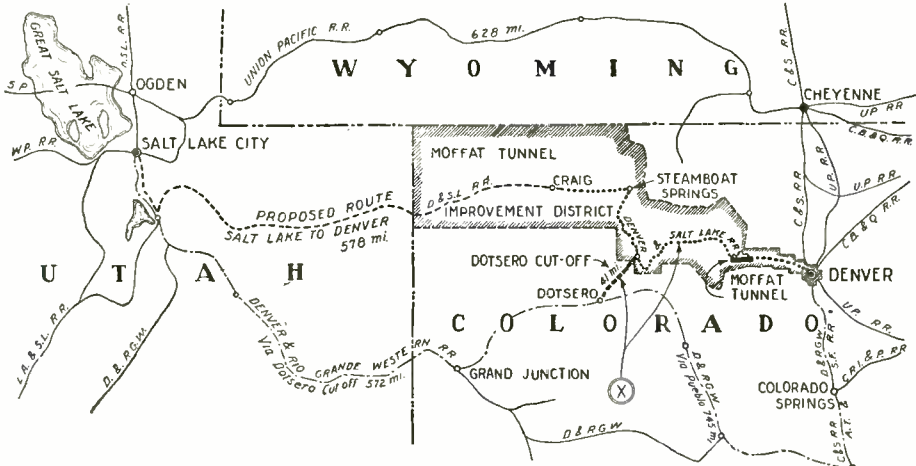 GREAT SALT LAKE
O.S.L. R.R.
S.P.
OGDEN
W.P. R.R.
SALT LAKE CITY
UNION PACIFIC R.R.
628 mi.
WYOMING
C.&S. R.R.
CHEYENNE
U.P. R.R.
C.B.&Q. R.R.
U.P. R.R.
U.P. R.R.
C.&S. R.R.
C.B.& Q. R.R.
MOFFAT TUNNEL
CRAIG
STEAMBOAT
SPRINGS
D.&S.L. R.R.
IMPROVEMENT DISTRICT
PROPOSED ROUTE
SALT LAKE TO DENVER
578 mi.
DENVER & SALT LAKE R.R.
DOTSERO CUT-OFF
41 mi.
DOTSERO
MOFFAT
TUNNEL
DENVER
UTAH
COLORADO
U.P. R.R.
L.A.& S.L. R.R.
D.& R.G.W.
DENVER & RIO GRANDE WESTERN RR
Via Dotsero Cut off 572 mi.
GRAND JUNCTION
X
D & R.G.W.
Via Pueblo 745 mi.
D & R.G.W.
D.&R.G.W.
S.F. R.R.
C.R.I.& P. RR
COLORADO
SPRINGS
C&S. R.R.
A.T. &